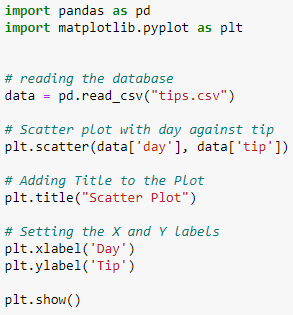 import pandas as pd
import matplotlib.pyplot as plt
# reading the database
data = pd.read_csv("tips.csv")
# Scatter plot with day against tip
plt.scatter(data['day'], data['tip'])
# Adding Title to the Plot
plt.title("Scatter Plot")
# Setting the X and Y labels
plt.xlabel('Day')
plt.ylabel('Tip')
plt.show()